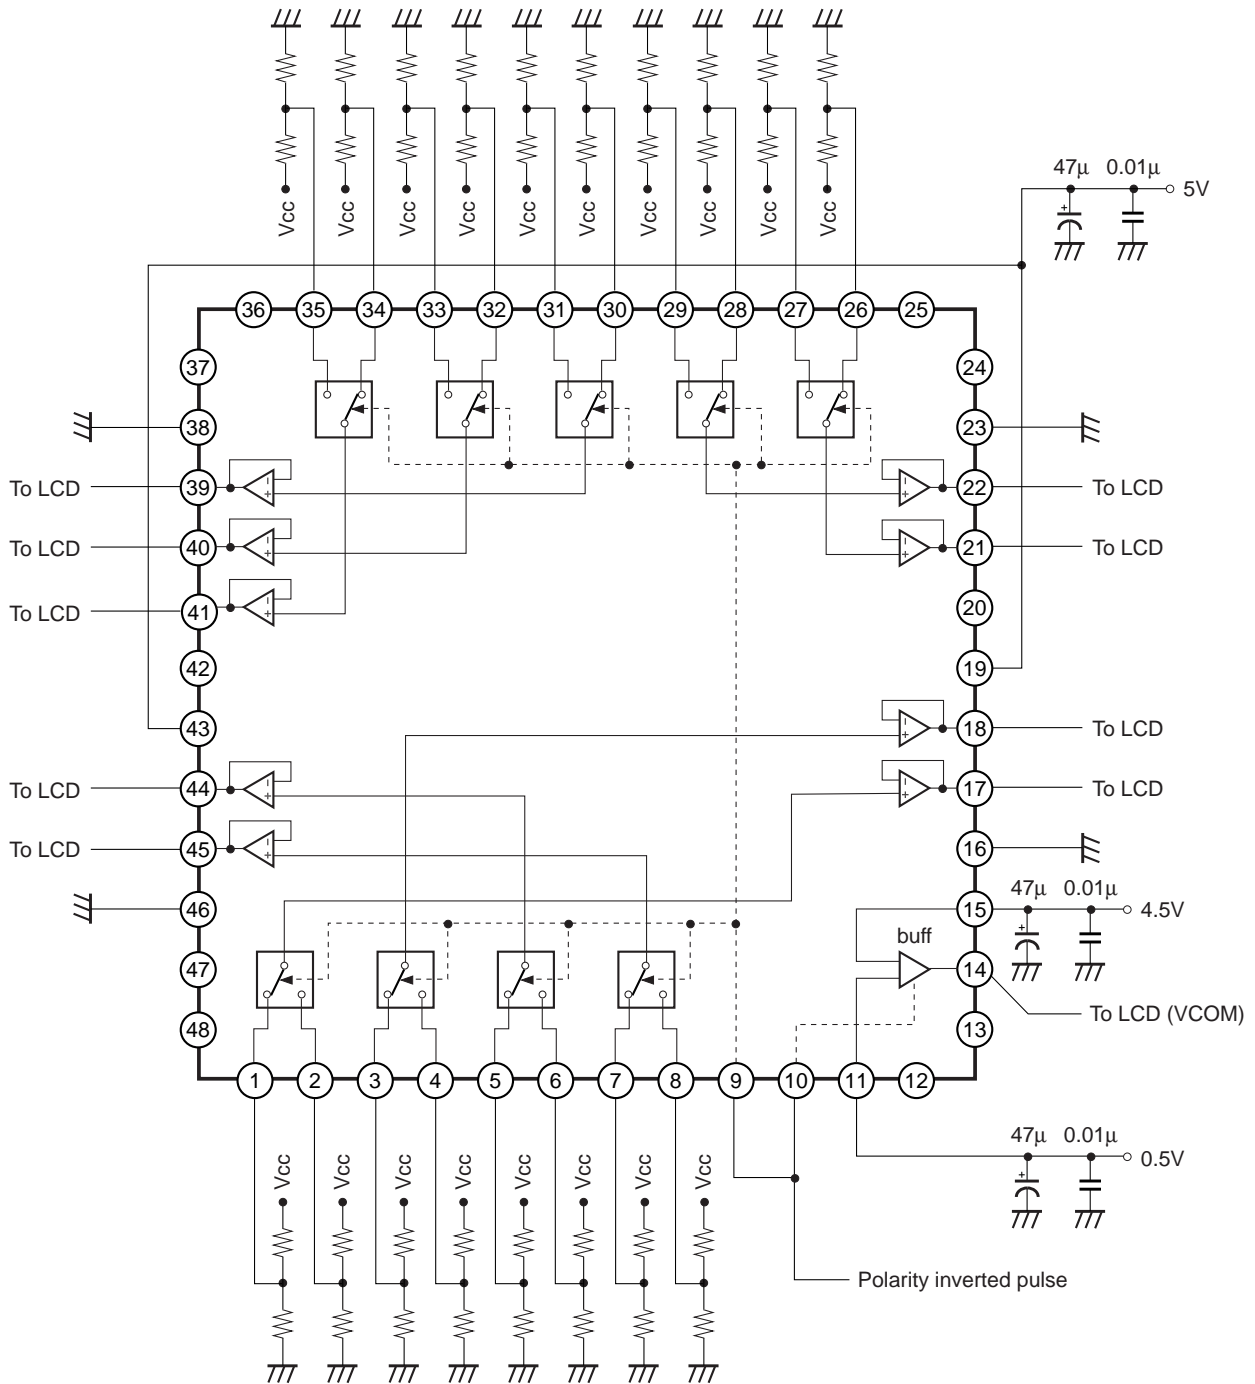 Vcc Vcc Vcc Vcc Vcc Vcc Vcc Vcc Vcc Vcc
47µ 0.01µ
5V
36 35 34 33 32 31 30 29 28 27 26 25
37 24
38 23
To LCD 39 - + - + 22 To LCD
To LCD 40 - + - + 21 To LCD
To LCD 41 - + 20
42 19
43 - + 18 To LCD
To LCD 44 - + - + 17 To LCD
To LCD 45 - + 16
47µ 0.01µ
46 15 4.5V
buff
47 14
To LCD (VCOM)
48 13
1 2 3 4 5 6 7 8 9 10 11 12
47µ 0.01µ
0.5V
Vcc Vcc Vcc Vcc Vcc Vcc Vcc Vcc
Polarity inverted pulse